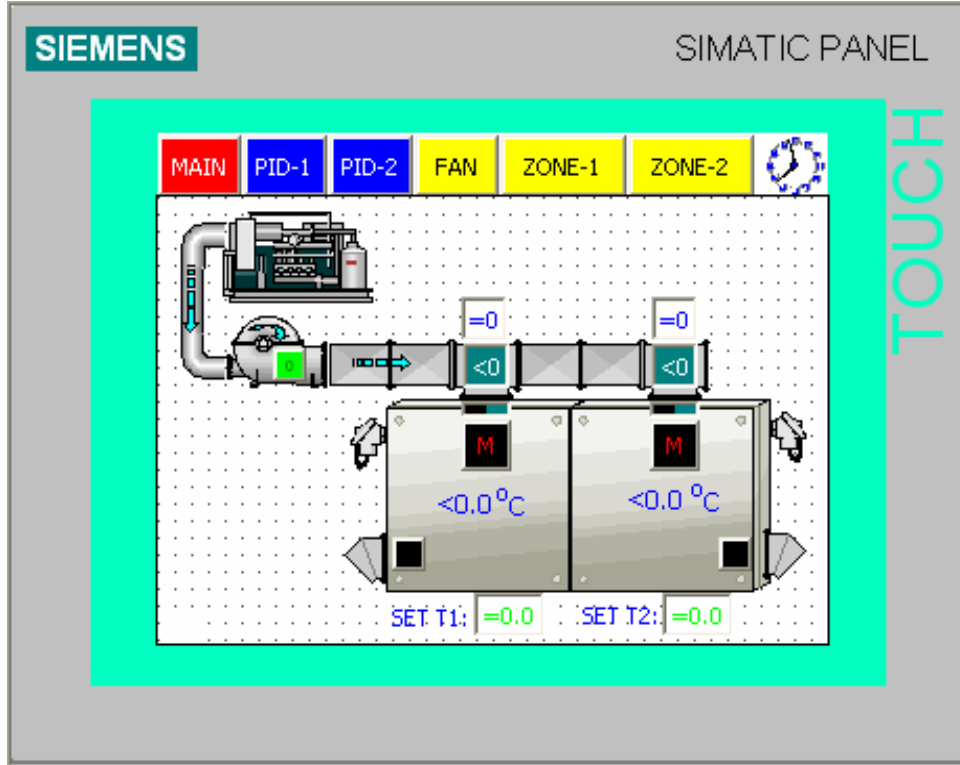 SIEMENS
SIMATIC PANEL
TOUCH
MAIN PID-1 PID-2 FAN ZONE-1 ZONE-2
=0 =0
0 <0 <0
M M
<0.0 °C <0.0 °C
SET T1: =0.0 SET T2: =0.0